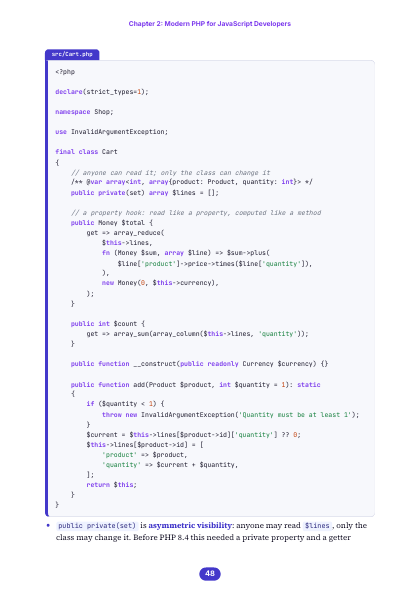 Chapter 2: Modern PHP for JavaScript Developers
src/Cart.php
<?php
declare(strict_types=1);
namespace Shop;
use InvalidArgumentException;
final class Cart
{
    // anyone can read it; only the class can change it
    /** @var array<int, array{product: Product, quantity: int}> */
    public private(set) array $lines = [];
    // a property hook: read like a property, computed like a method
    public Money $total {
        get => array_reduce(
            $this->lines,
            fn (Money $sum, array $line) => $sum->plus(
                $line['product']->price->times($line['quantity']),
            ),
            new Money(0, $this->currency),
        );
    }
    public int $count {
        get => array_sum(array_column($this->lines, 'quantity'));
    }
    public function __construct(public readonly Currency $currency) {}
    public function add(Product $product, int $quantity = 1): static
    {
        if ($quantity < 1) {
            throw new InvalidArgumentException('Quantity must be at least 1');
        }
        $current = $this->lines[$product->id]['quantity'] ?? 0;
        $this->lines[$product->id] = [
            'product' => $product,
            'quantity' => $current + $quantity,
        ];
        return $this;
    }
}
• public private(set) is asymmetric visibility: anyone may read $lines, only the
class may change it. Before PHP 8.4 this needed a private property and a getter
48